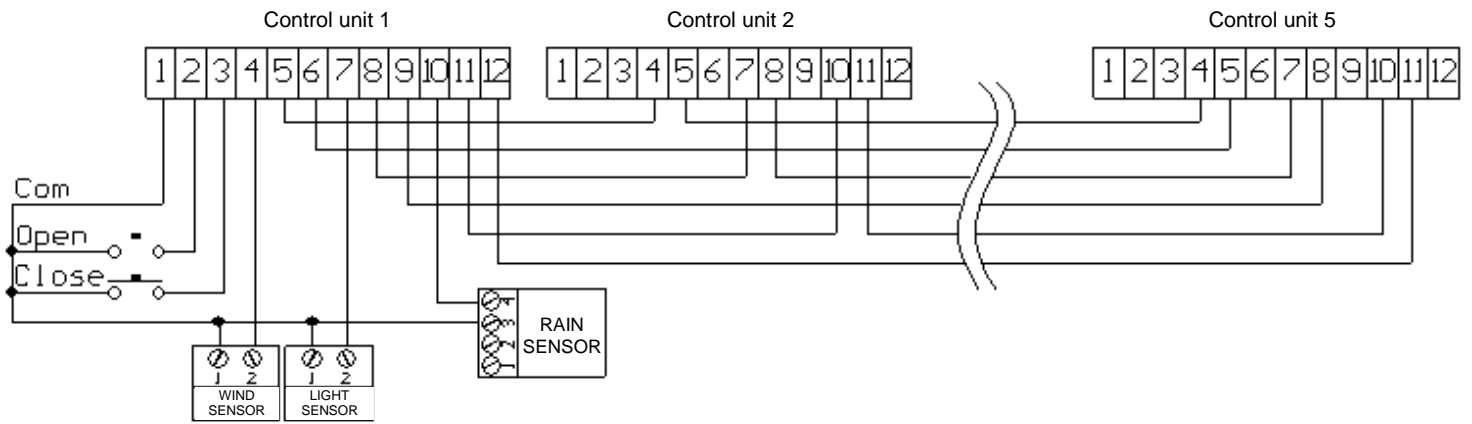 Control unit 1
Control unit 2
Control unit 5
1 2 3 4 5 6 7 8 9 10 11 12
1 2 3 4 5 6 7 8 9 10 11 12
1 2 3 4 5 6 7 8 9 10 11 12
Com
Open
Close
4
3
2
1
RAIN
SENSOR
1 2
WIND
SENSOR
1 2
LIGHT
SENSOR